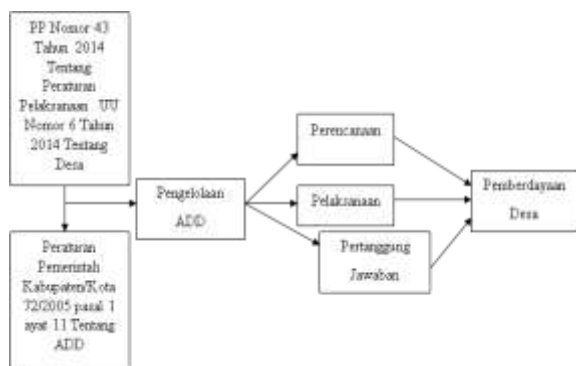 PP Nomor 43
Tahun 2014
Tentang
Peraturan
Pelaksanaan UU
Nomor 6 Tahun
2014 Tentang
Desa
Peraturan
Pemerintah
Kabupaten/Kota
72/2005 pasal 1
ayat 11 Tentang
ADD
Pengelolaan
ADD
Perencanaan
Pelaksanaan
Pertanggung
Jawaban
Pemberdayaan
Desa